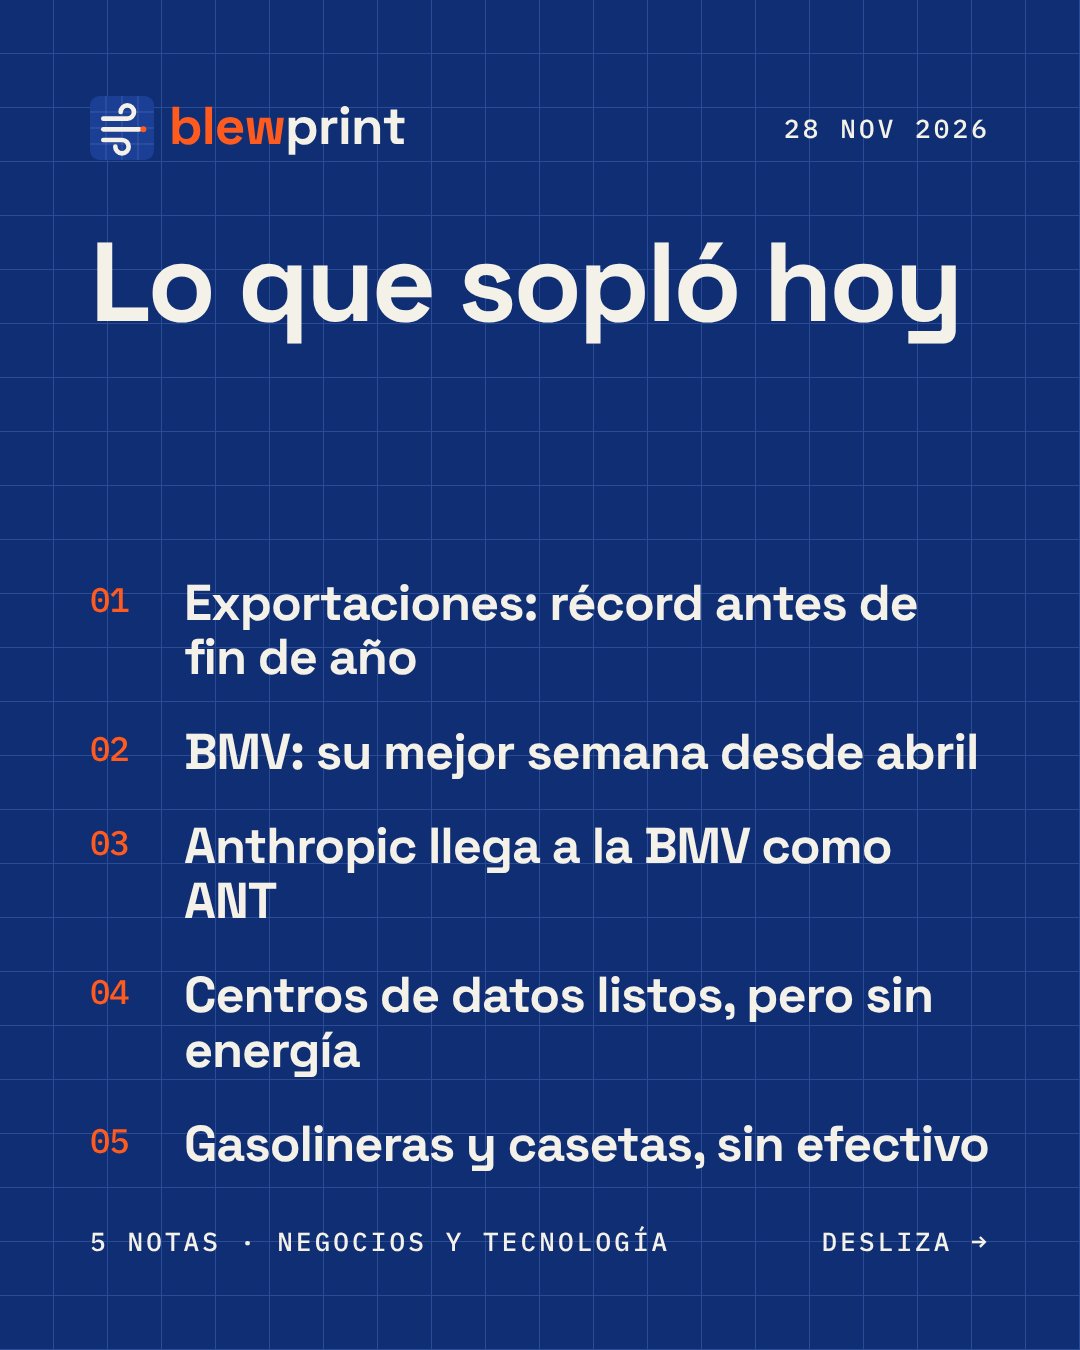 blewprint
28 NOV 2026
Lo que sopló hoy
01 Exportaciones: récord antes de
fin de año
02 BMV: su mejor semana desde abril
03 Anthropic llega a la BMV como
ANT
04 Centros de datos listos, pero sin
energía
05 Gasolineras y casetas, sin efectivo
5 NOTAS · NEGOCIOS Y TECNOLOGÍA
DESLIZA →